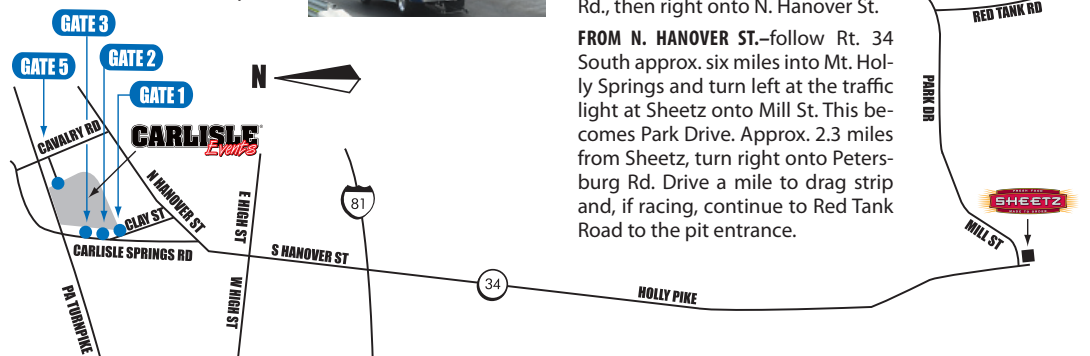 GATE 3
GATE 2
GATE 5
GATE 1
N
CARLISLE
Events
CAVALRY RD
N HANOVER ST
CLAY ST
CARLISLE SPRINGS RD
PA TURNPIKE
E HIGH ST
W HIGH ST
81
S HANOVER ST
34
HOLLY PIKE
Rd., then right onto N. Hanover St.
FROM N. HANOVER ST.–follow Rt. 34
South approx. six miles into Mt. Hol-
ly Springs and turn left at the traffic
light at Sheetz onto Mill St. This be-
comes Park Drive. Approx. 2.3 miles
from Sheetz, turn right onto Peters-
burg Rd. Drive a mile to drag strip
and, if racing, continue to Red Tank
Road to the pit entrance.
RED TANK RD
PARK DR
SHEETZ
MADE TO ORDER
MILL ST